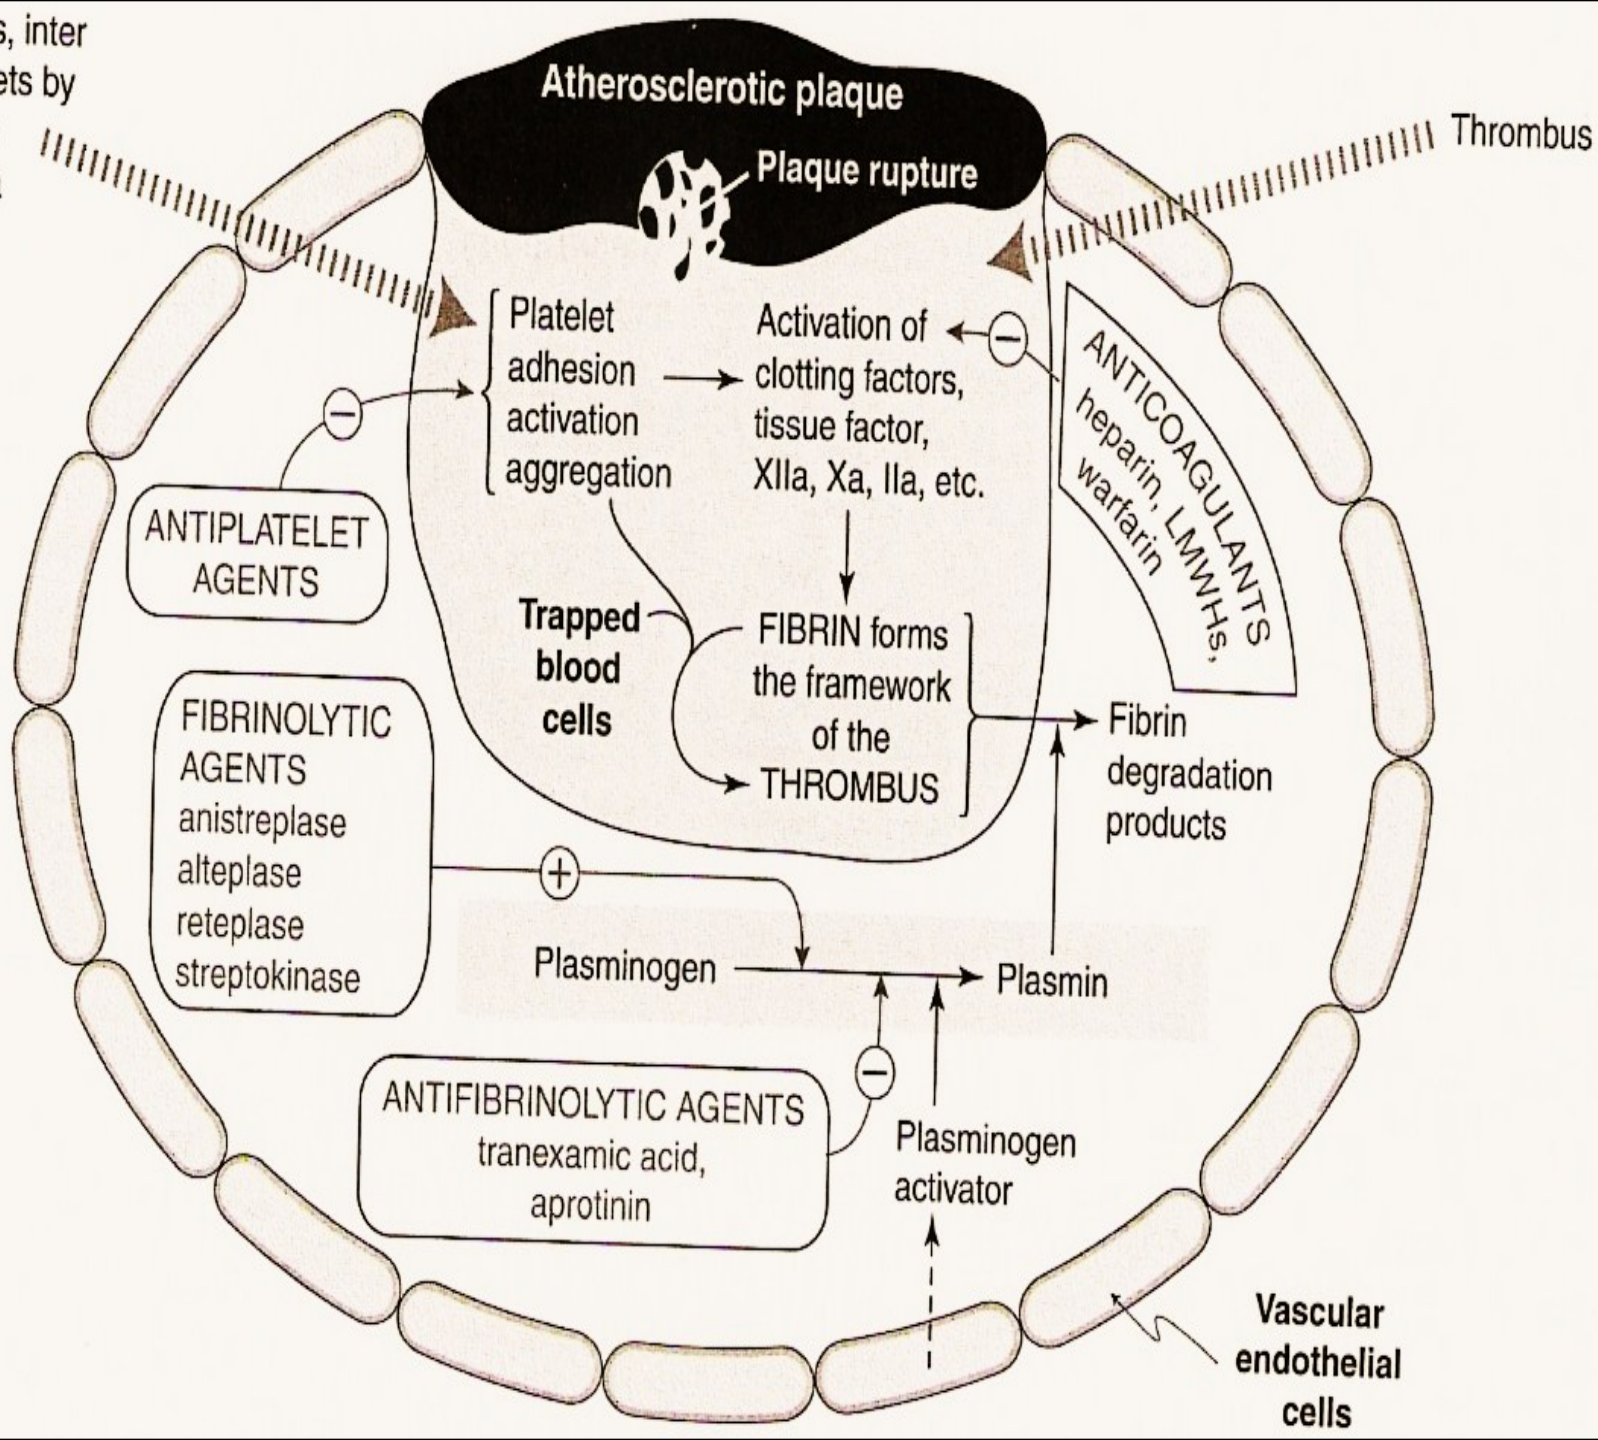 s, inter
ets by
Atherosclerotic plaque
Plaque rupture
Thrombus
Platelet
adhesion
activation
aggregation
Activation of
clotting factors,
tissue factor,
XIIa, Xa, IIa, etc.
−
ANTICOAGULANTS
heparin, LMWHs,
warfarin
−
ANTIPLATELET
AGENTS
Trapped
blood
cells
FIBRIN forms
the framework
of the
THROMBUS
Fibrin
degradation
products
FIBRINOLYTIC
AGENTS
anistreplase
alteplase
reteplase
streptokinase
+
Plasminogen
Plasmin
−
ANTIFIBRINOLYTIC AGENTS
tranexamic acid,
aprotinin
Plasminogen
activator
Vascular
endothelial
cells